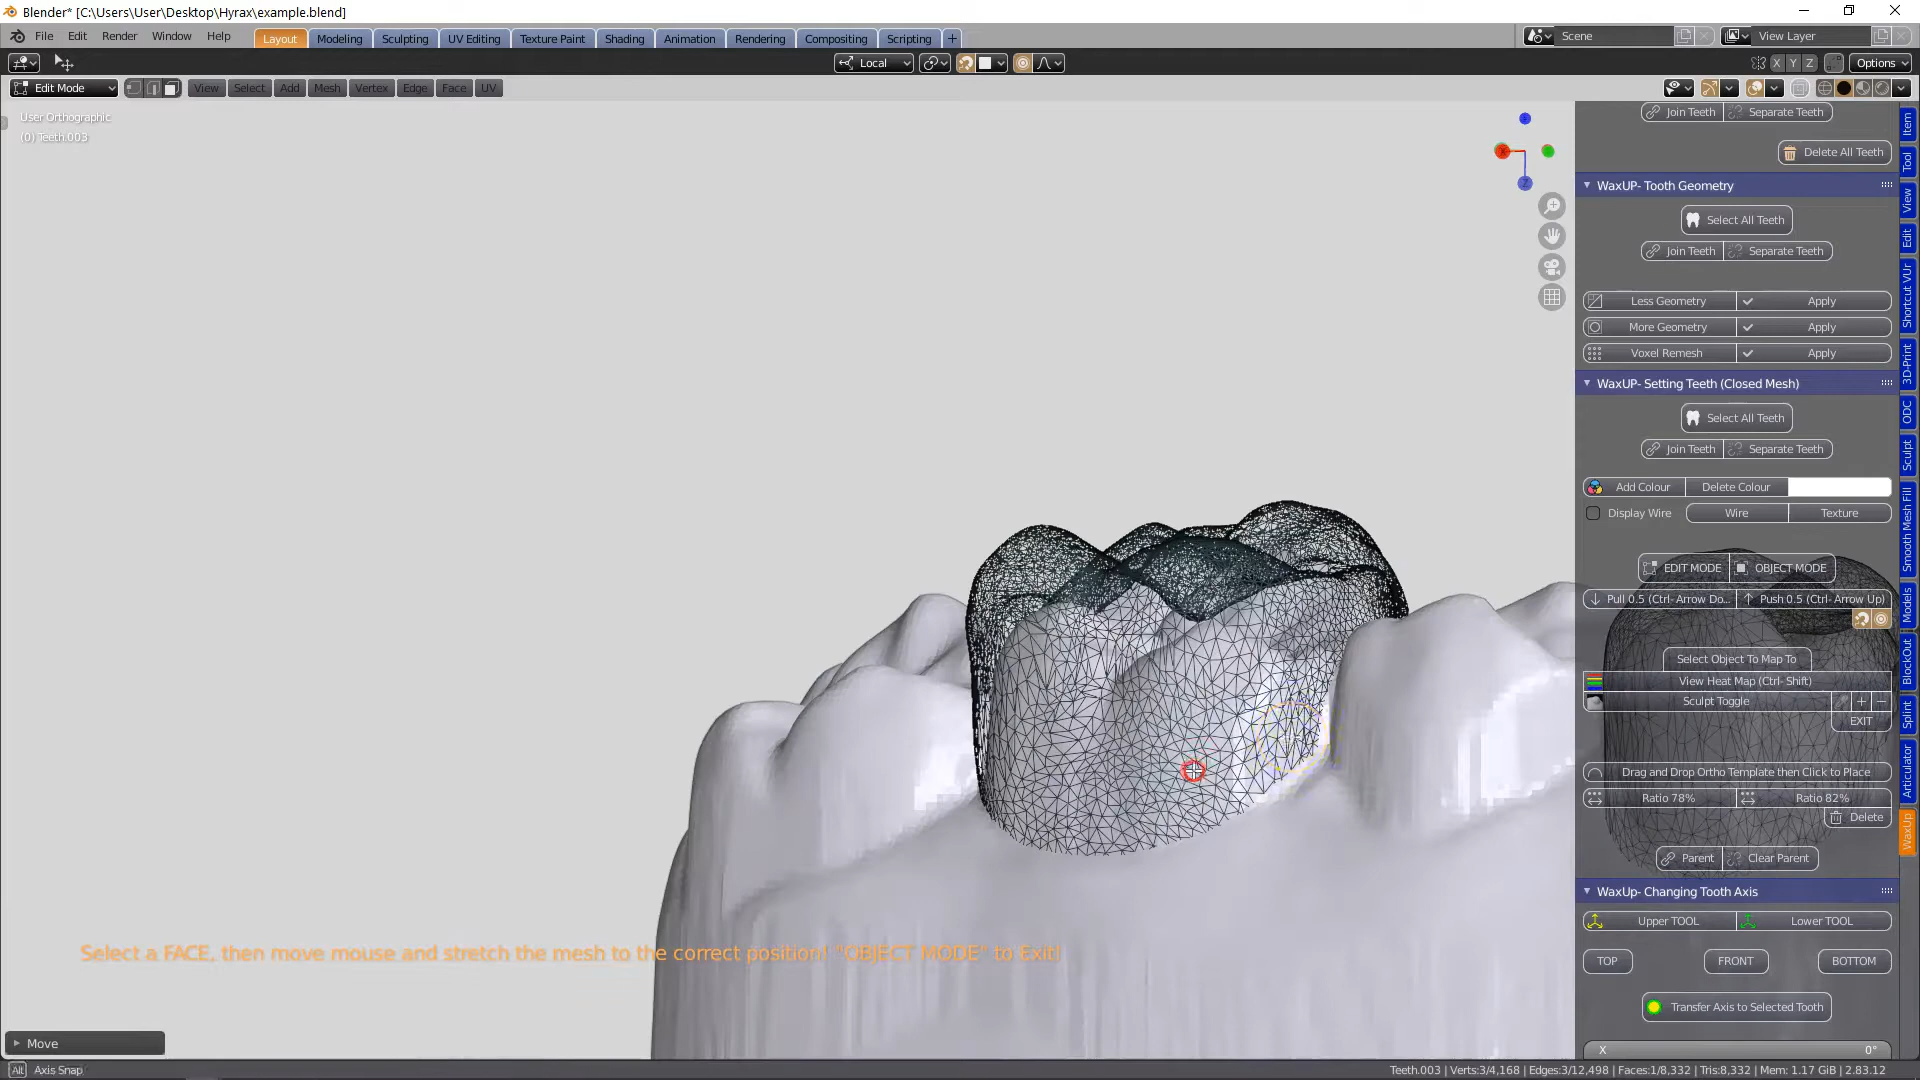 Blender* [C:\Users\User\Desktop\Hyrax\example.blend]
File Edit Render Window Help Layout Modeling Sculpting UV Editing Texture Paint Shading Animation Rendering Compositing Scripting + Scene View Layer
Local X Y Z Options
Edit Mode View Select Add Mesh Vertex Edge Face UV
User Orthographic
(0) Teeth.003
Join Teeth Separate Teeth
Delete All Teeth
WaxUP- Tooth Geometry
Select All Teeth
Join Teeth Separate Teeth
Less Geometry Apply
More Geometry Apply
Voxel Remesh Apply
WaxUP- Setting Teeth (Closed Mesh)
Select All Teeth
Join Teeth Separate Teeth
Add Colour Delete Colour
Display Wire Wire Texture
EDIT MODE OBJECT MODE
Pull 0.5 (Ctrl- Arrow Do... Push 0.5 (Ctrl- Arrow Up)
Select Object To Map To
View Heat Map (Ctrl- Shift)
Sculpt Toggle + −
EXIT
Drag and Drop Ortho Template then Click to Place
Ratio 78% Ratio 82%
Delete
Parent Clear Parent
WaxUp- Changing Tooth Axis
Upper TOOL Lower TOOL
TOP FRONT BOTTOM
Transfer Axis to Selected Tooth
X 0°
Item
Tool
View
Edit
Shortcut VUr
3D-Print
ODC
Sculpt
Smooth Mesh Fill
Models
BlockOut
Splint
Articulator
WaxUp
X
Z
Select a FACE, then move mouse and stretch the mesh to the correct position! "OBJECT MODE" to Exit!
Move
Alt Axis Snap
Teeth.003 | Verts:3/4,168 | Edges:3/12,498 | Faces:1/8,332 | Tris:8,332 | Mem: 1.17 GiB | 2.83.12